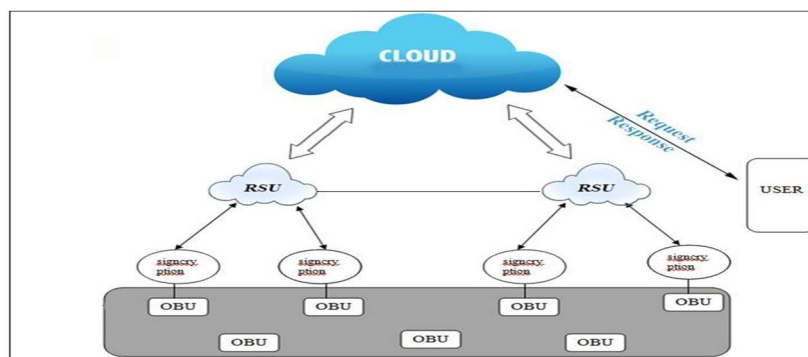 CLOUD
Request
Response
RSU
RSU
USER
signcry
ption
signcry
ption
signcry
ption
signcry
ption
OBU
OBU
OBU
OBU
OBU
OBU
OBU